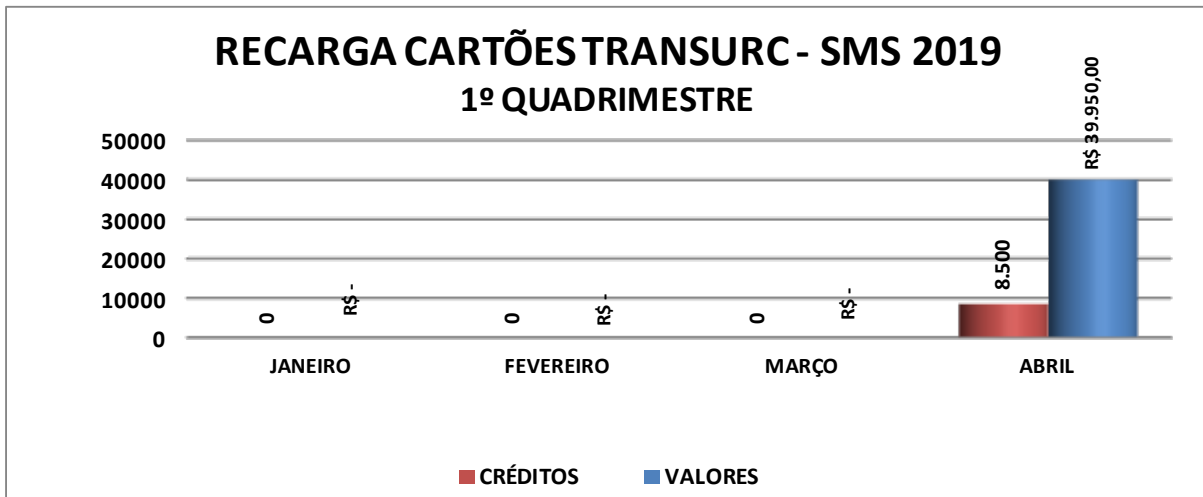 RECARGA CARTÕES TRANSURC - SMS 2019
1º QUADRIMESTRE
50000
40000
30000
20000
10000
0
0
R$ -
0
R$ -
0
R$ -
8.500
R$ 39.950,00
JANEIRO
FEVEREIRO
MARÇO
ABRIL
CRÉDITOS
VALORES